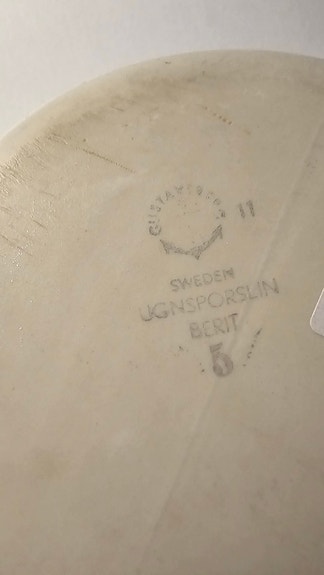 GUSTAVSBERG
11
SWEDEN
UGNSPORSLIN
BERIT
5